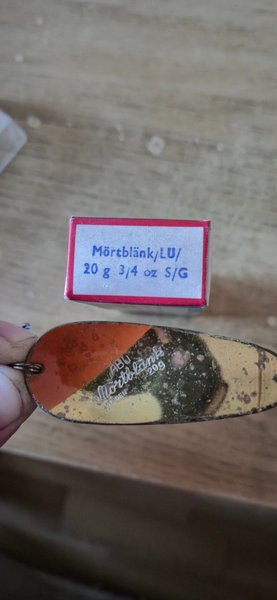 Mörtblänk/LU/
20 g 3/4 oz S/G
ABU
Mörtblänk
20g